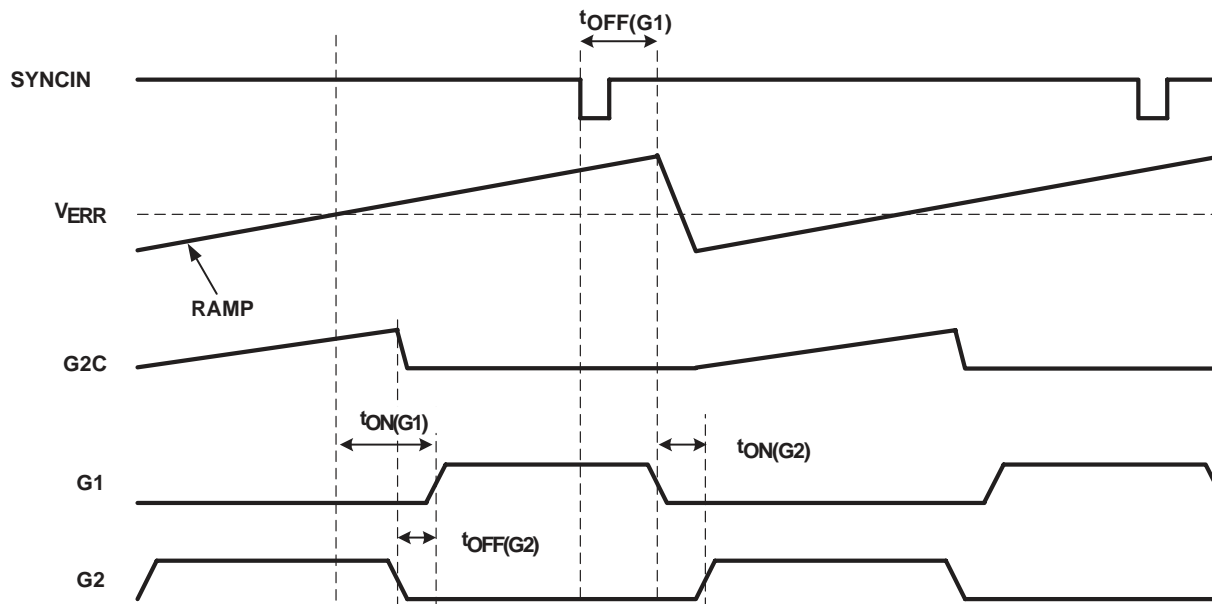 tOFF(G1)
SYNCIN
VERR
RAMP
G2C
tON(G1)
tON(G2)
G1
tOFF(G2)
G2